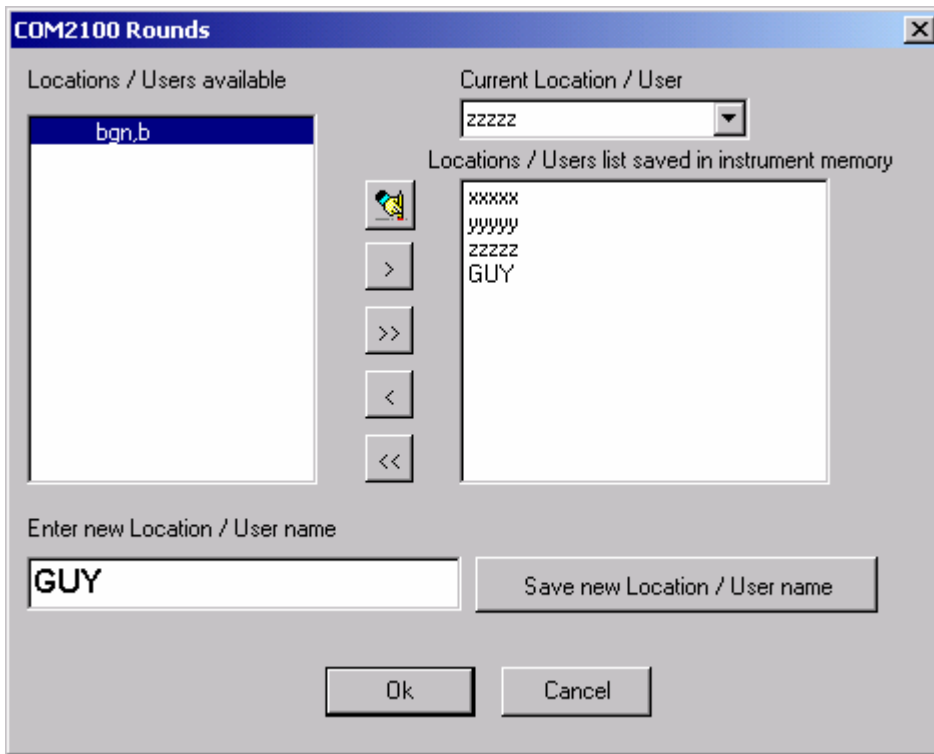 COM2100 Rounds
Locations / Users available
bgn,b
Current Location / User
zzzzz
Locations / Users list saved in instrument memory
xxxxx
yyyyy
zzzzz
GUY
>
>>
<
<<
Enter new Location / User name
GUY
Save new Location / User name
Ok
Cancel